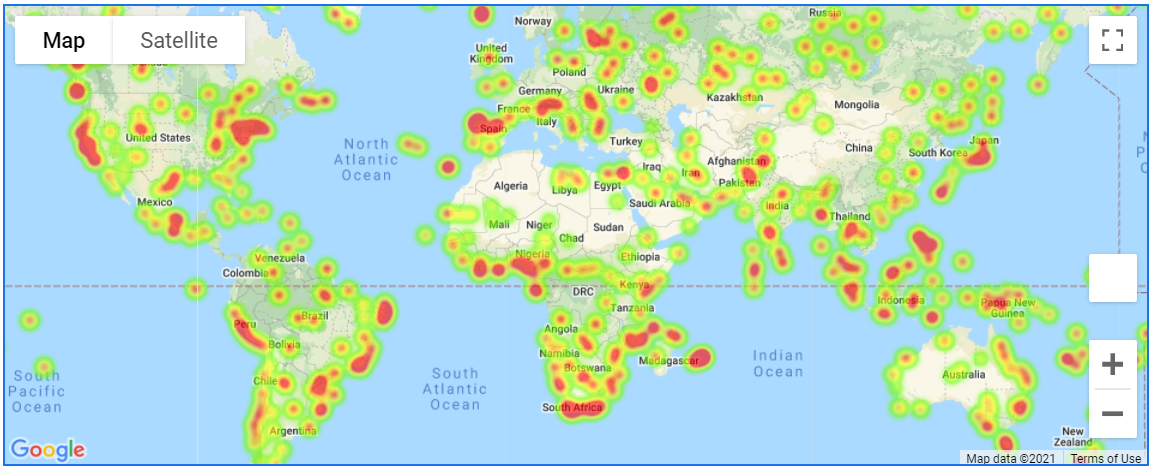 Map
Satellite
Norway
Russia
United
Kingdom
Poland
Germany
Ukraine
France
Kazakhstan
Mongolia
Italy
Spain
United States
Turkey
China
Japan
South Korea
North
Atlantic
Ocean
Afghanistan
Iraq
Iran
Pakistan
Algeria
Libya
Egypt
Mexico
Saudi Arabia
India
Thailand
Mali
Niger
Sudan
Chad
Nigeria
Ethiopia
Venezuela
Colombia
Kenya
DRC
Indonesia
Papua New
Guinea
Tanzania
Brazil
Peru
Angola
Bolivia
Namibia
Madagascar
Botswana
Indian
Ocean
South
Pacific
Ocean
South
Atlantic
Ocean
Australia
Chile
South Africa
Argentina
New
Zealand
Google
Map data ©2021
Terms of Use